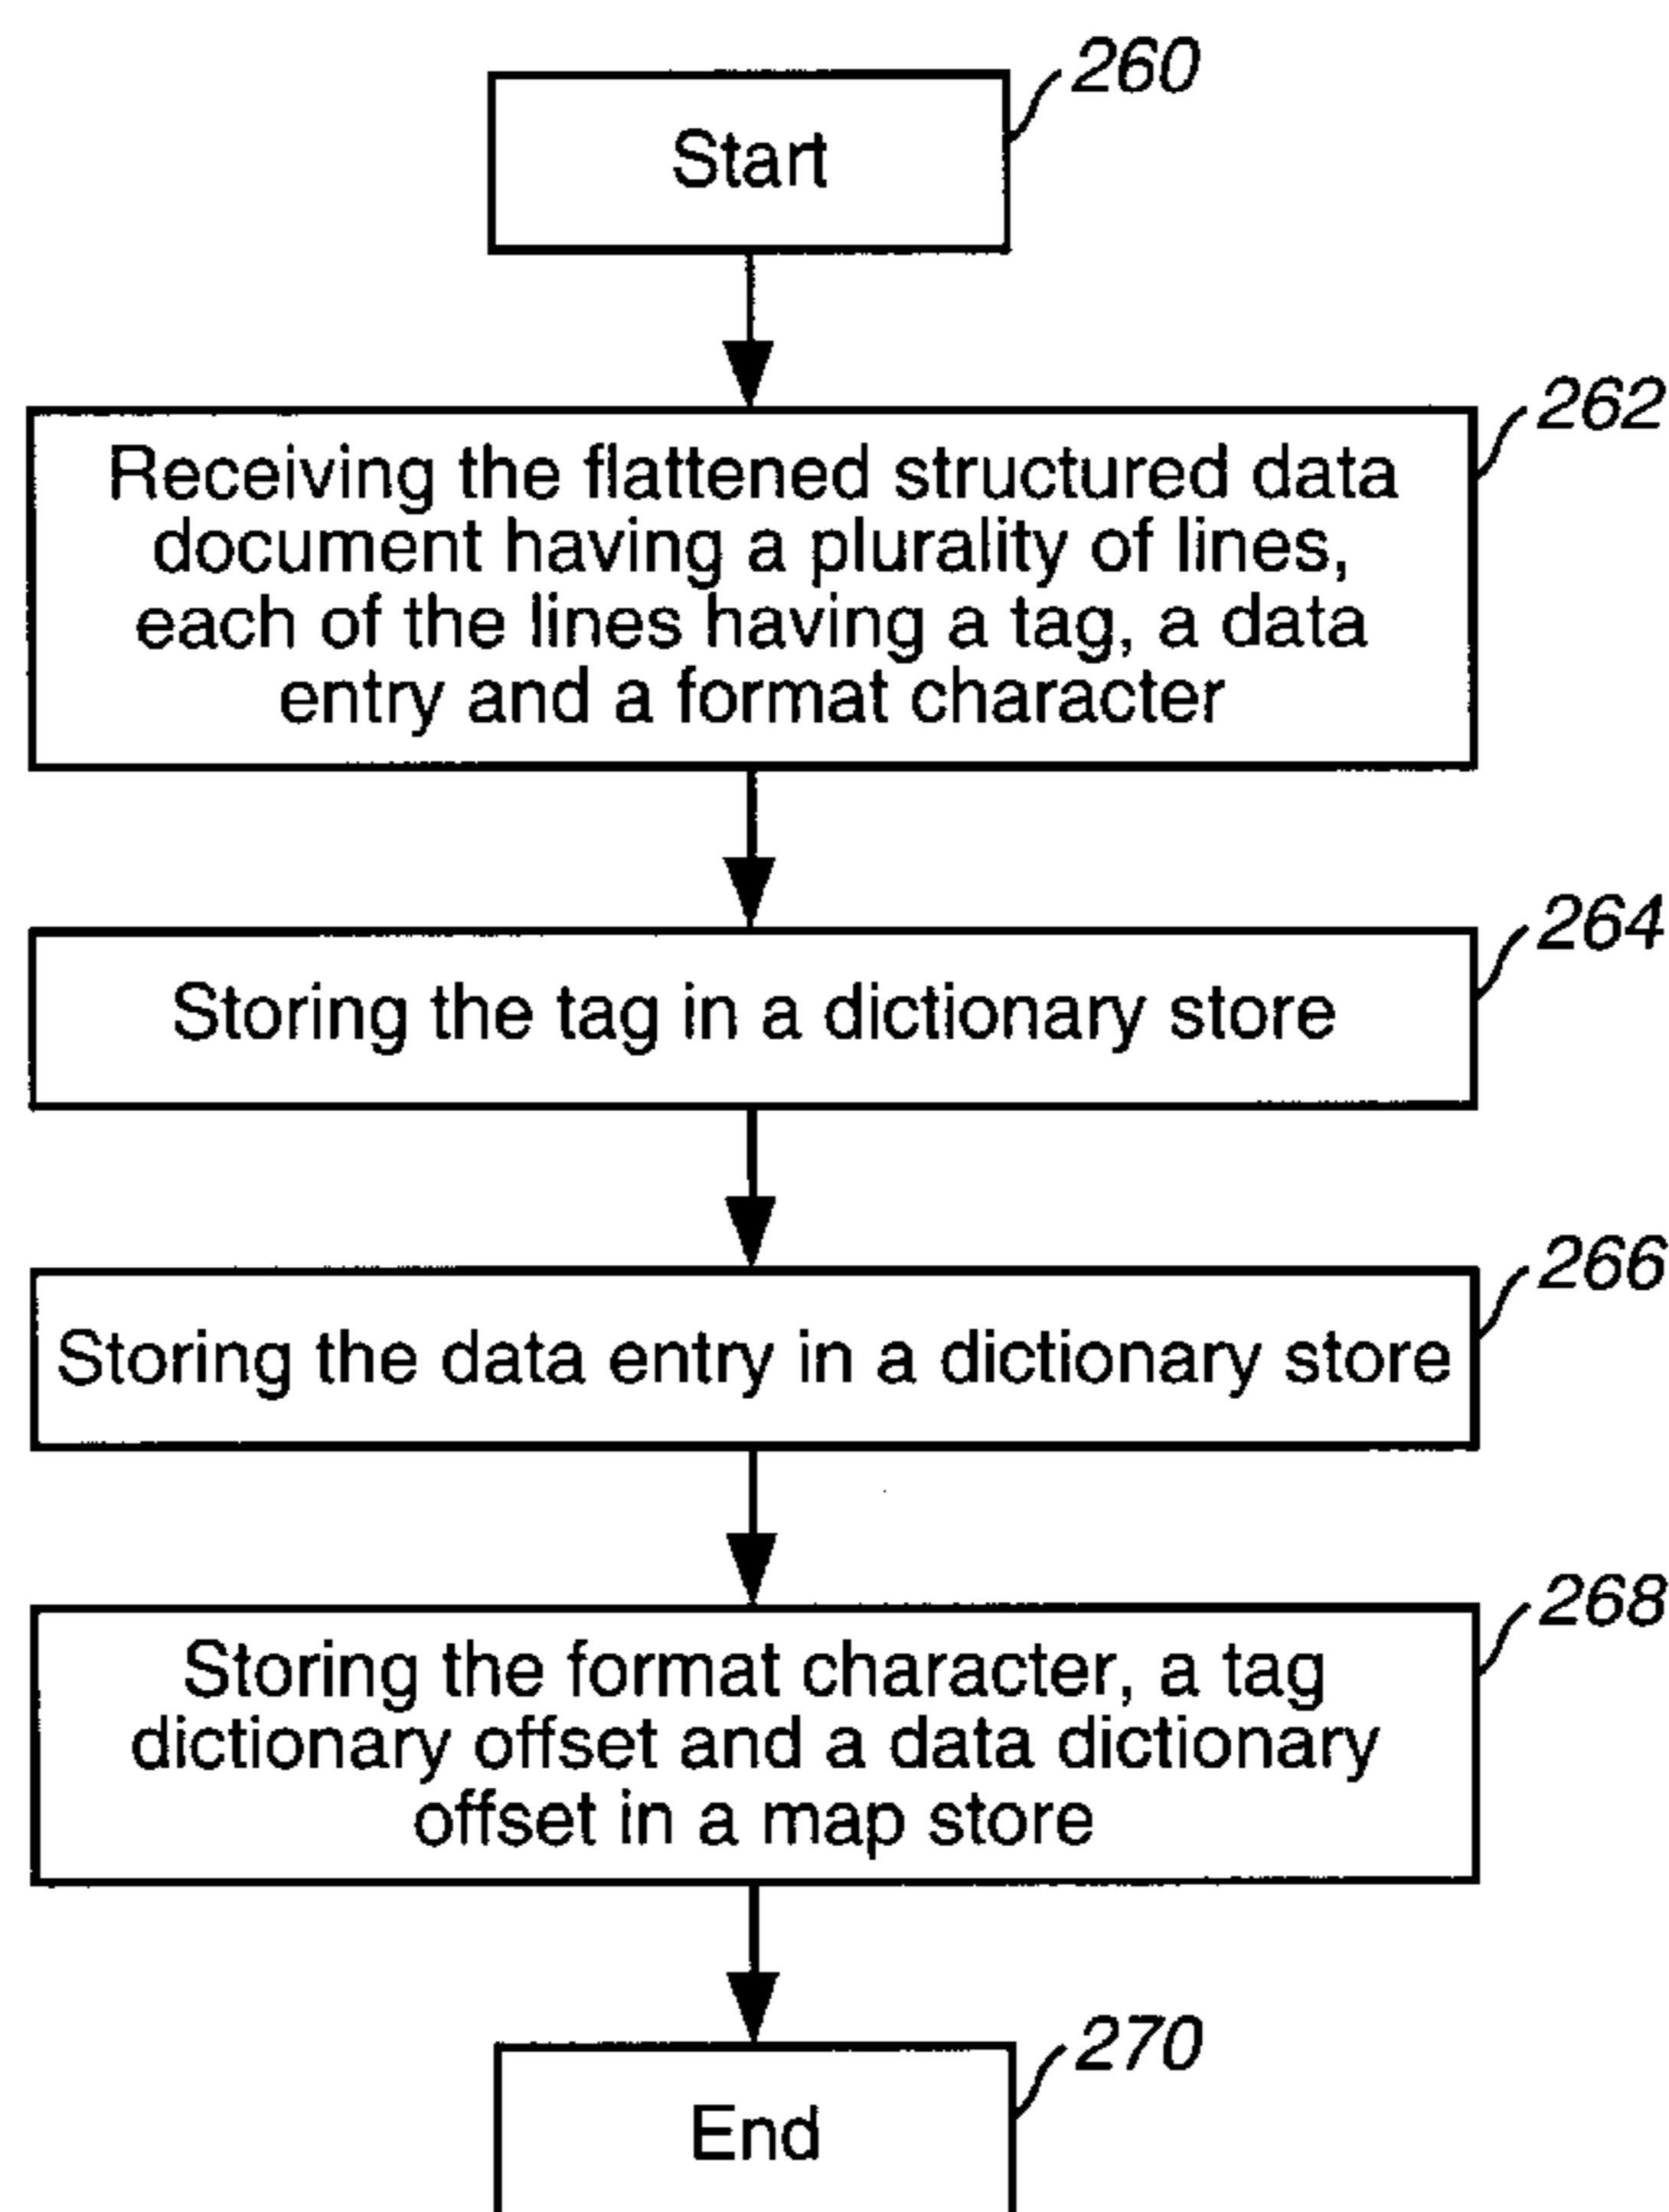 260
Start
262
Receiving the flattened structured data
document having a plurality of lines,
each of the lines having a tag, a data
entry and a format character
264
Storing the tag in a dictionary store
266
Storing the data entry in a dictionary store
268
Storing the format character, a tag
dictionary offset and a data dictionary
offset in a map store
270
End